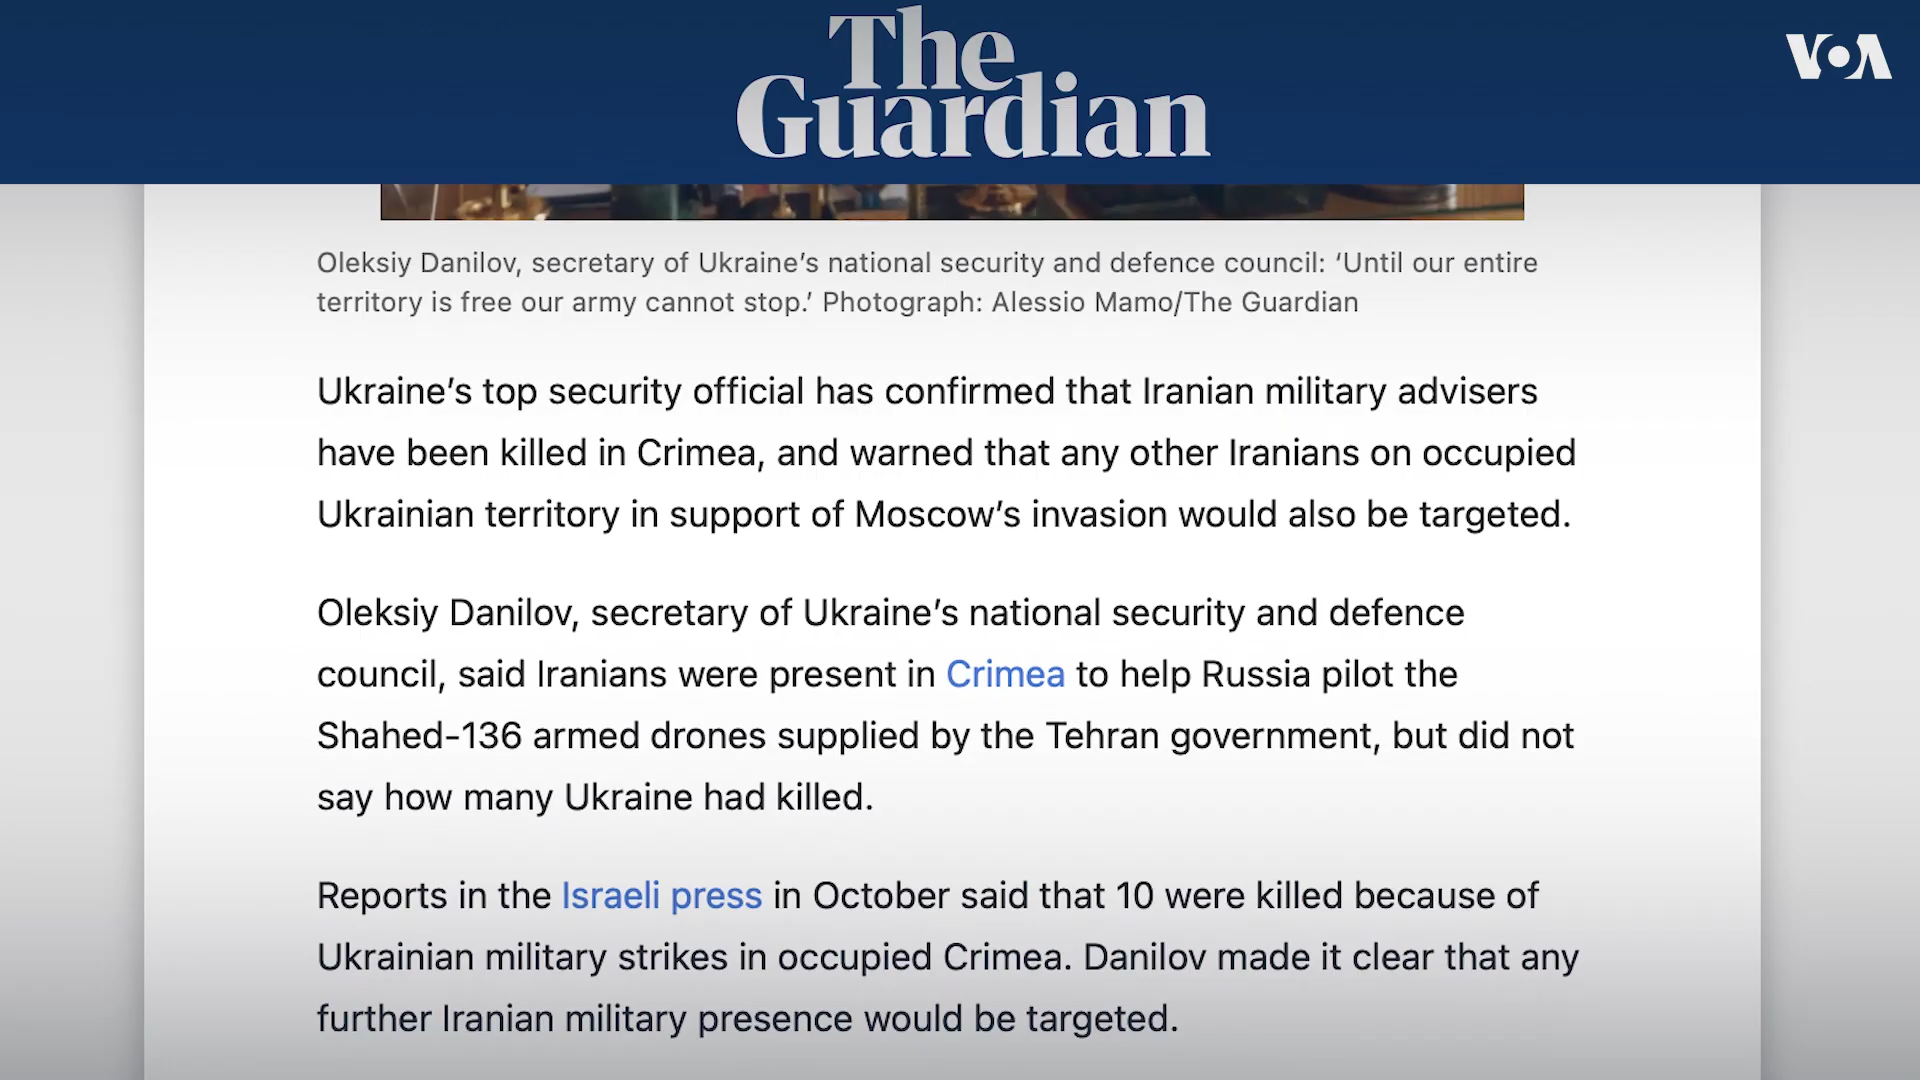 The
Guardian
VOA
Oleksiy Danilov, secretary of Ukraine’s national security and defence council: ‘Until our entire
territory is free our army cannot stop.’ Photograph: Alessio Mamo/The Guardian
Ukraine’s top security official has confirmed that Iranian military advisers
have been killed in Crimea, and warned that any other Iranians on occupied
Ukrainian territory in support of Moscow’s invasion would also be targeted.
Oleksiy Danilov, secretary of Ukraine’s national security and defence
council, said Iranians were present in Crimea to help Russia pilot the
Shahed-136 armed drones supplied by the Tehran government, but did not
say how many Ukraine had killed.
Reports in the Israeli press in October said that 10 were killed because of
Ukrainian military strikes in occupied Crimea. Danilov made it clear that any
further Iranian military presence would be targeted.